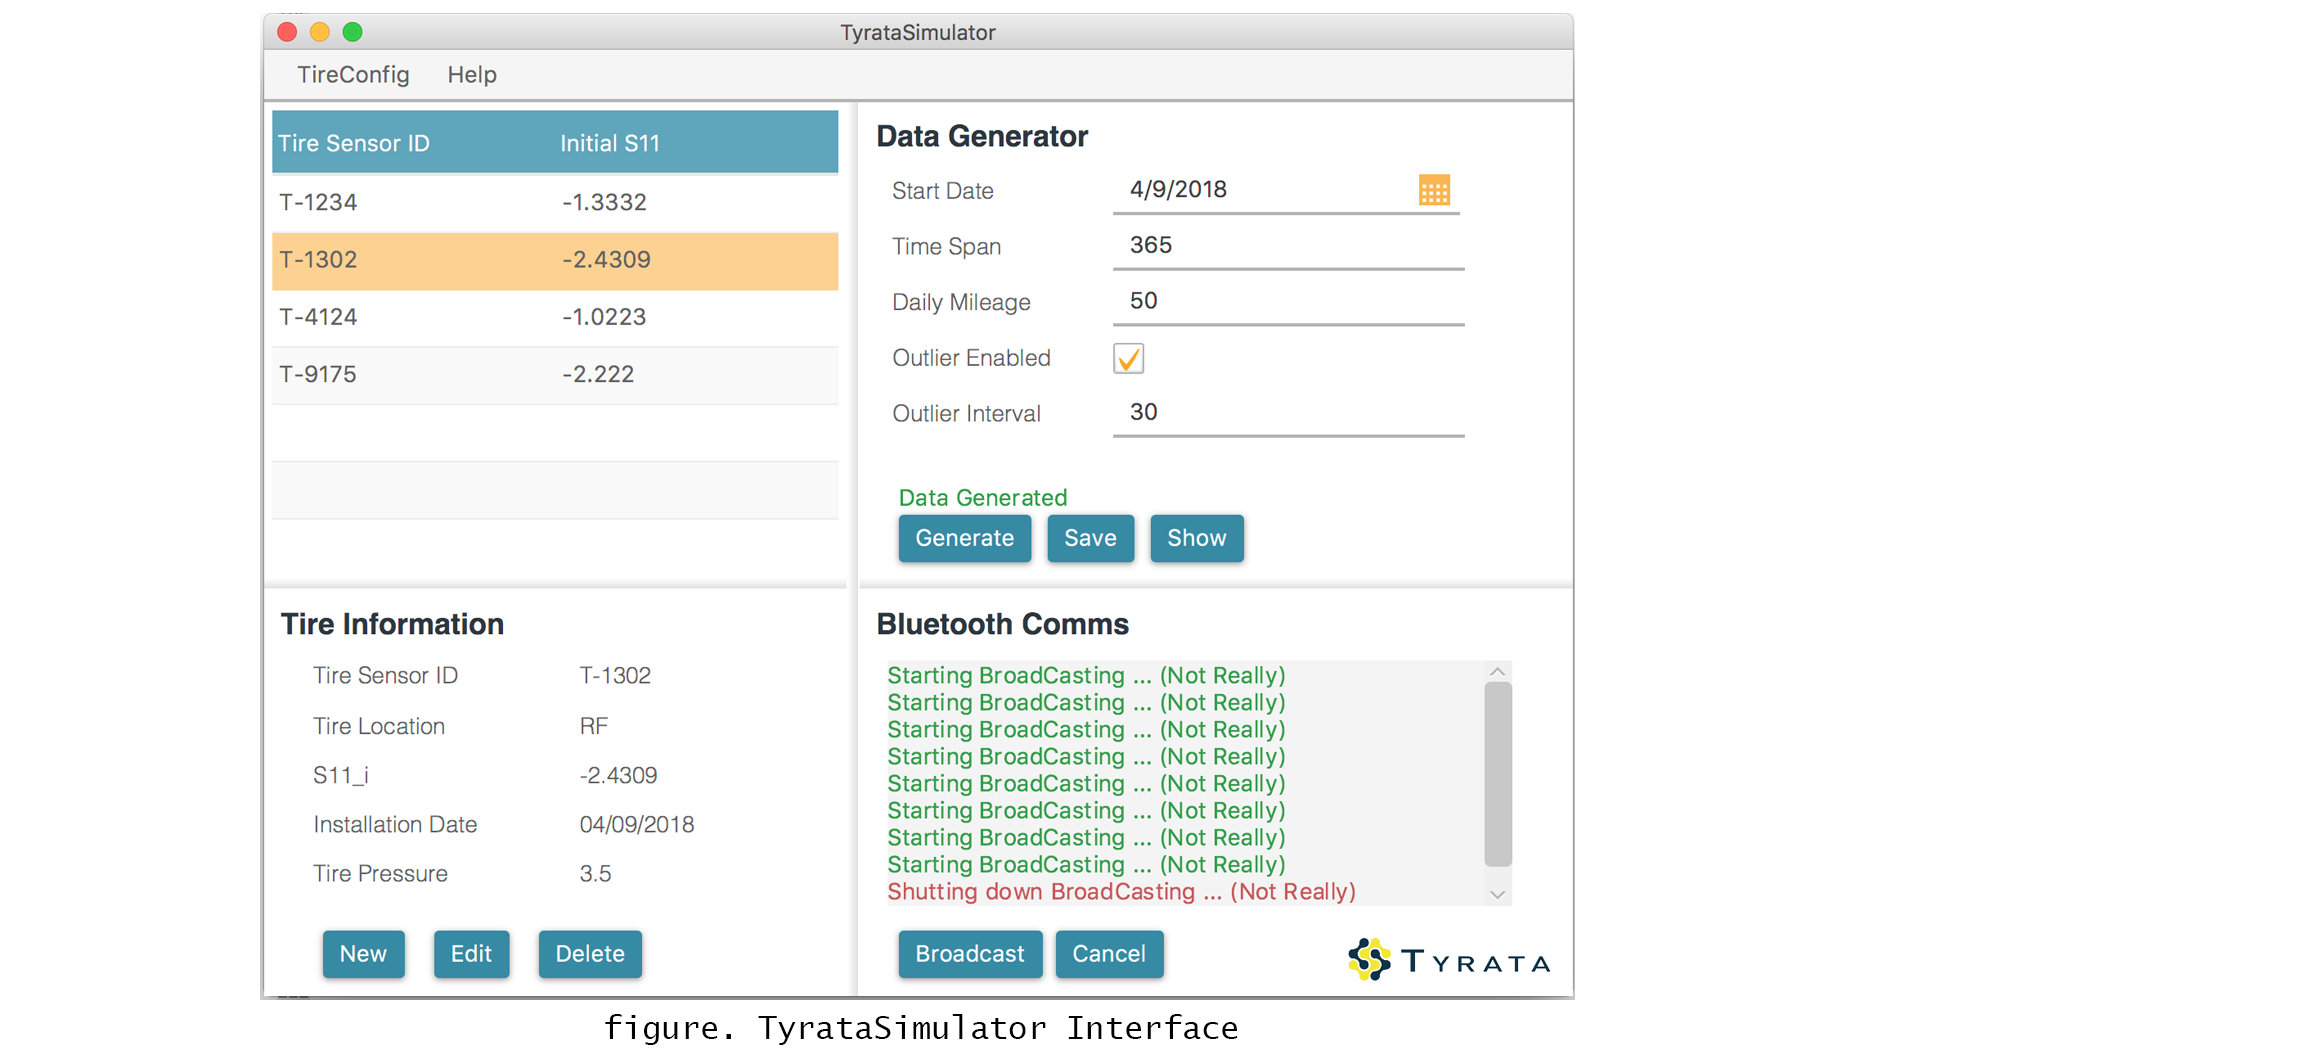 TyrataSimulator
TireConfig Help
Tire Sensor ID Initial S11
T-1234 -1.3332
T-1302 -2.4309
T-4124 -1.0223
T-9175 -2.222
Data Generator
Start Date 4/9/2018
Time Span 365
Daily Mileage 50
Outlier Enabled
Outlier Interval 30
Data Generated
Generate Save Show
Tire Information
Tire Sensor ID T-1302
Tire Location RF
S11_i -2.4309
Installation Date 04/09/2018
Tire Pressure 3.5
New Edit Delete
Bluetooth Comms
Starting BroadCasting ... (Not Really)
Starting BroadCasting ... (Not Really)
Starting BroadCasting ... (Not Really)
Starting BroadCasting ... (Not Really)
Starting BroadCasting ... (Not Really)
Starting BroadCasting ... (Not Really)
Starting BroadCasting ... (Not Really)
Starting BroadCasting ... (Not Really)
Shutting down BroadCasting ... (Not Really)
Broadcast Cancel
TYRATA
figure. TyrataSimulator Interface